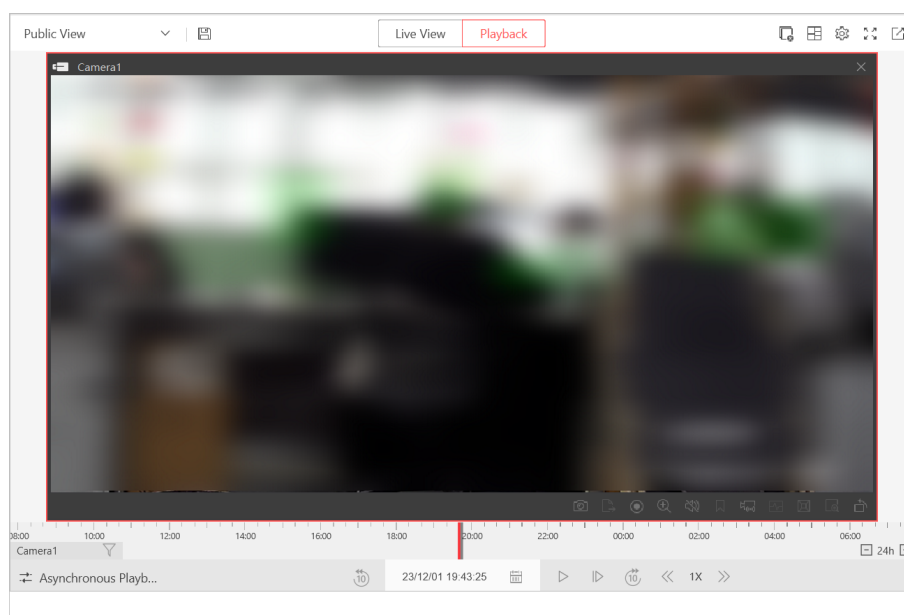 Public View Live View Playback
Camera1
08:00 10:00 12:00 14:00 16:00 18:00 20:00 22:00 00:00 02:00 04:00 06:00
Camera1 24h
Asynchronous Playb... 10 23/12/01 19:43:25 10 1X